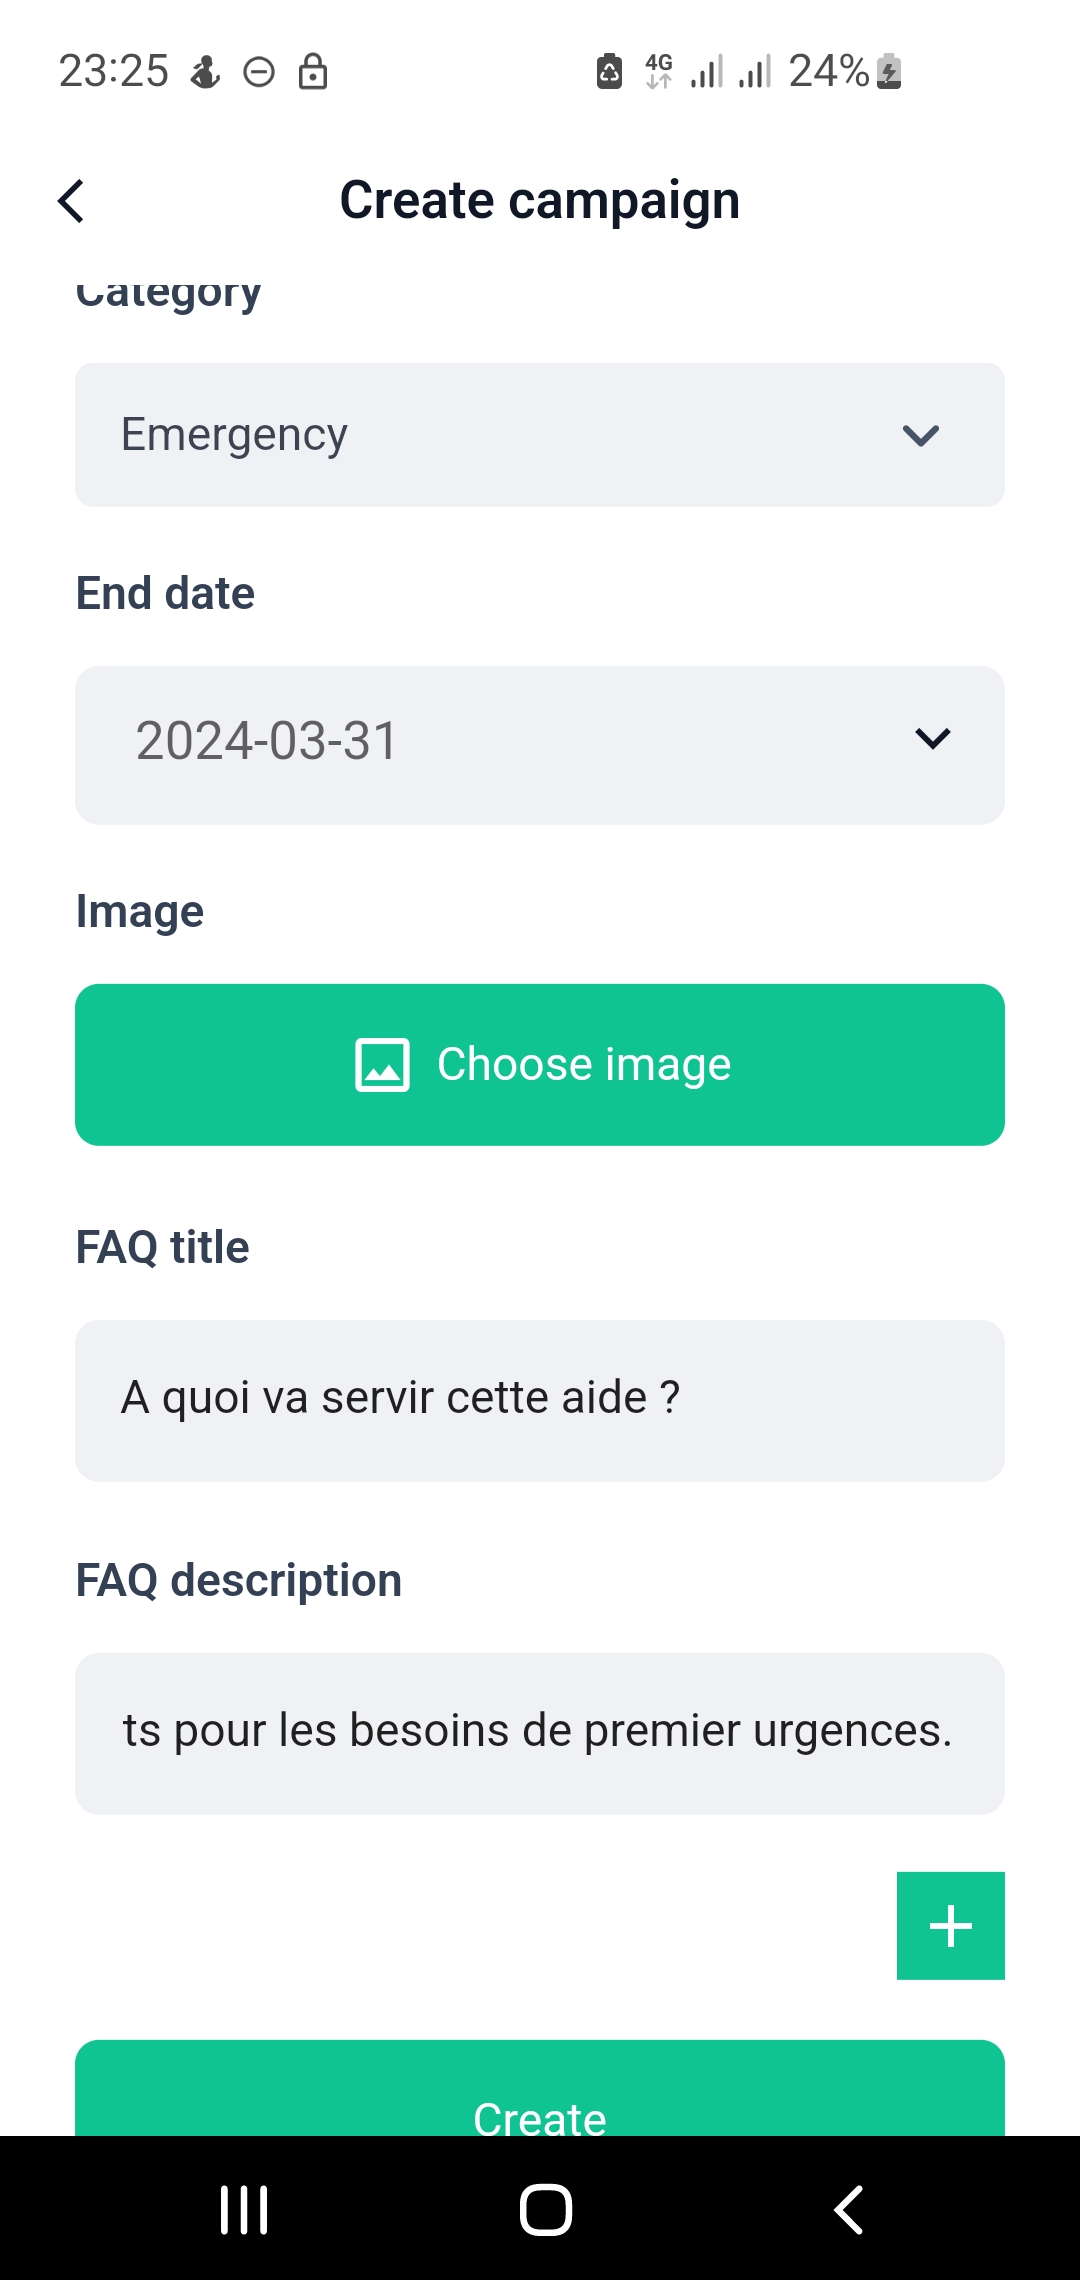 23:25 4G 24%
Create campaign
Category
Emergency
End date
2024-03-31
Image
Choose image
FAQ title
A quoi va servir cette aide ?
FAQ description
ts pour les besoins de premier urgences.
+
Create